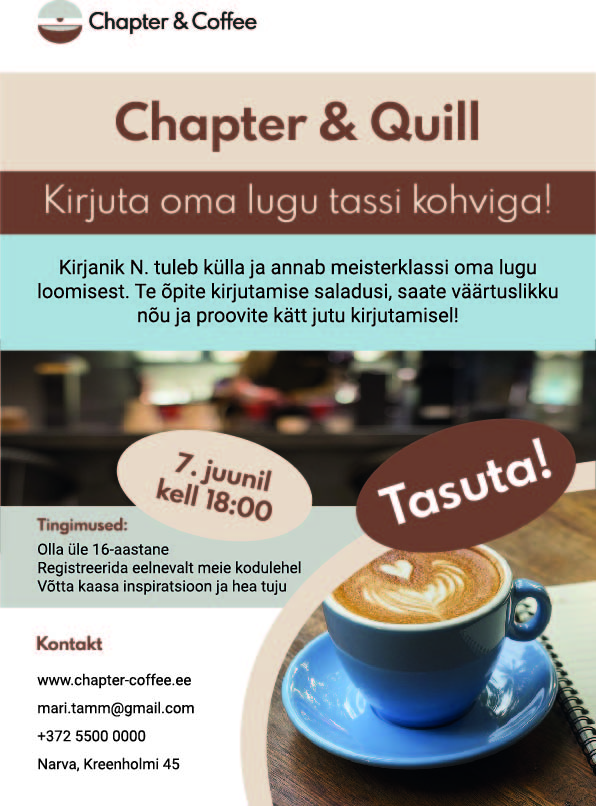 Chapter & Coffee
Chapter & Quill
Kirjuta oma lugu tassi kohviga!
Kirjanik N. tuleb külla ja annab meisterklassi oma lugu
loomisest. Te õpite kirjutamise saladusi, saate väärtuslikku
nõu ja proovite kätt jutu kirjutamisel!
7. juunil
kell 18:00
Tasuta!
Tingimused:
Olla üle 16-aastane
Registreerida eelnevalt meie kodulehel
Võtta kaasa inspiratsioon ja hea tuju
Kontakt
www.chapter-coffee.ee
mari.tamm@gmail.com
+372 5500 0000
Narva, Kreenholmi 45